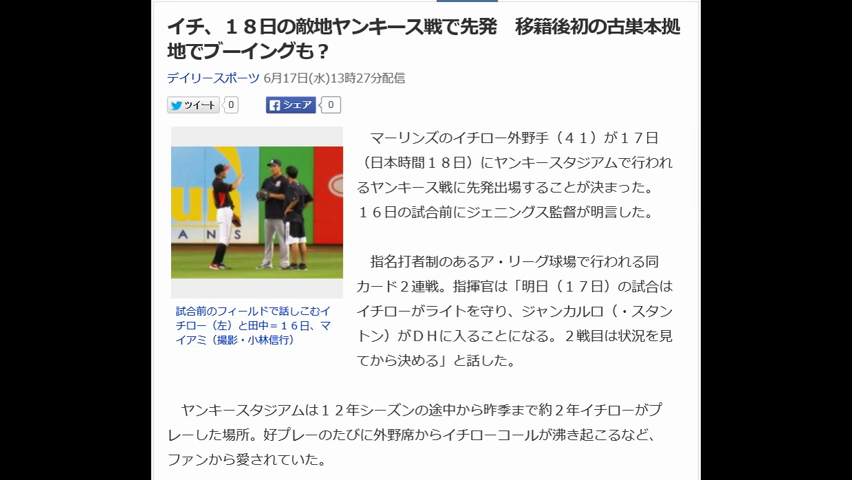 イチ、１８日の敵地ヤンキース戦で先発　移籍後初の古巣本拠
地でブーイングも？
デイリースポーツ 6月17日(水)13時27分配信
ツイート 0 シェア 0
マーリンズのイチロー外野手（４１）が１７日
（日本時間１８日）にヤンキースタジアムで行われ
るヤンキース戦に先発出場することが決まった。
１６日の試合前にジェニングス監督が明言した。
指名打者制のあるア・リーグ球場で行われる同
カード２連戦。指揮官は「明日（１７日）の試合は
イチローがライトを守り、ジャンカルロ（・スタン
トン）がＤＨに入ることになる。２戦目は状況を見
てから決める」と話した。
試合前のフィールドで話しこむイ
チロー（左）と田中＝１６日、マ
イアミ（撮影・小林信行）
ヤンキースタジアムは１２年シーズンの途中から昨季まで約２年イチローがプ
レーした場所。好プレーのたびに外野席からイチローコールが沸き起こるなど、
ファンから愛されていた。